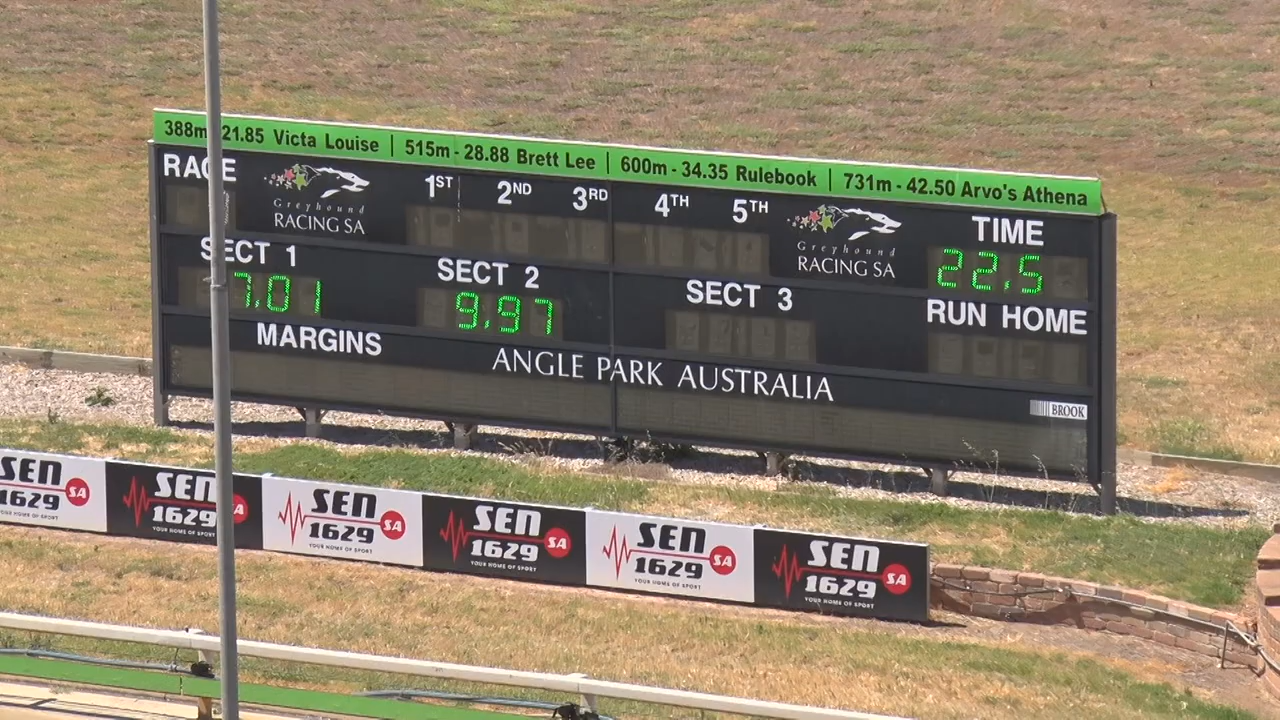 388m - 21.85 Victa Louise | 515m - 28.88 Brett Lee | 600m - 34.35 Rulebook | 731m - 42.50 Arvo's Athena
RACE
Greyhound
RACING SA
1ST 2ND 3RD 4TH 5TH
Greyhound
RACING SA
TIME
22.5
SECT 1
7.01
SECT 2
9.97
SECT 3
RUN HOME
MARGINS
ANGLE PARK AUSTRALIA
BROOK
SEN
1629 SA
SEN
1629 SA
YOUR HOME OF SPORT
SEN
1629 SA
YOUR HOME OF SPORT
SEN
1629 SA
YOUR HOME OF SPORT
SEN
1629 SA
YOUR HOME OF SPORT
SEN
1629 SA
YOUR HOME OF SPORT